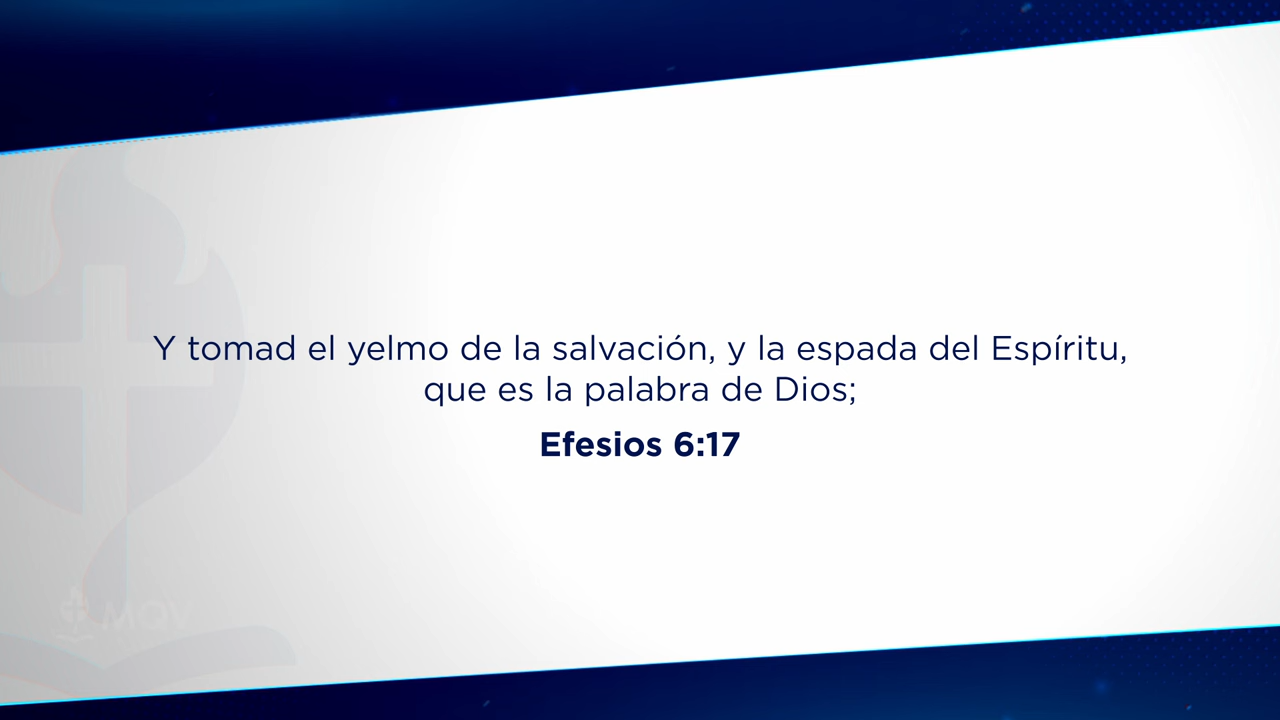 Y tomad el yelmo de la salvación, y la espada del Espíritu,
que es la palabra de Dios;
Efesios 6:17
MQV